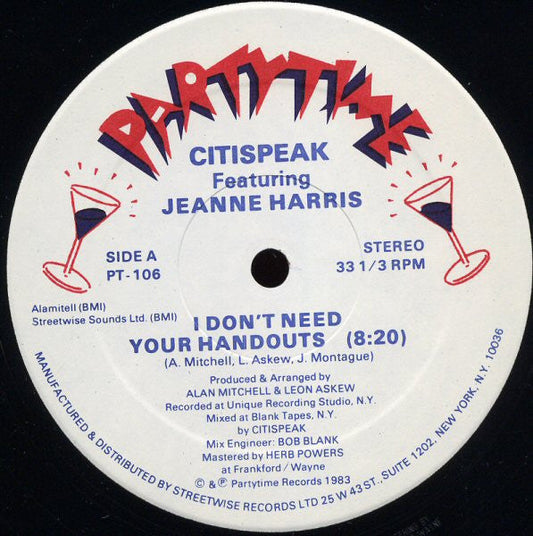 PARTYTIME
CITISPEAK
Featuring
JEANNE HARRIS
SIDE A
PT-106
STEREO
33 1/3 RPM
Alamitell (BMI)
Streetwise Sounds Ltd. (BMI)
I DON'T NEED
YOUR HANDOUTS (8:20)
(A. Mitchell, L. Askew, J. Montague)
Produced & Arranged by
ALAN MITCHELL & LEON ASKEW
Recorded at Unique Recording Studio, N.Y.
Mixed at Blank Tapes, N.Y.
by CITISPEAK
Mix Engineer: BOB BLANK
Mastered by HERB POWERS
at Frankford / Wayne
© & ℗ Partytime Records 1983
MANUFACTURED & DISTRIBUTED BY STREETWISE RECORDS LTD 25 W 43 ST., SUITE 1202, NEW YORK, N.Y. 10036